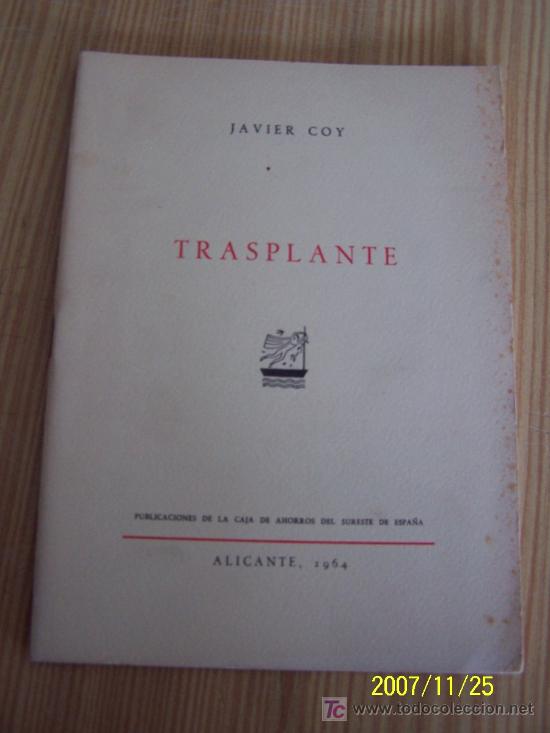 JAVIER COY
TRASPLANTE
PUBLICACIONES DE LA CAJA DE AHORROS DEL SURESTE DE ESPAÑA
ALICANTE, 1964
2007/11/25
www.todocoleccion.net